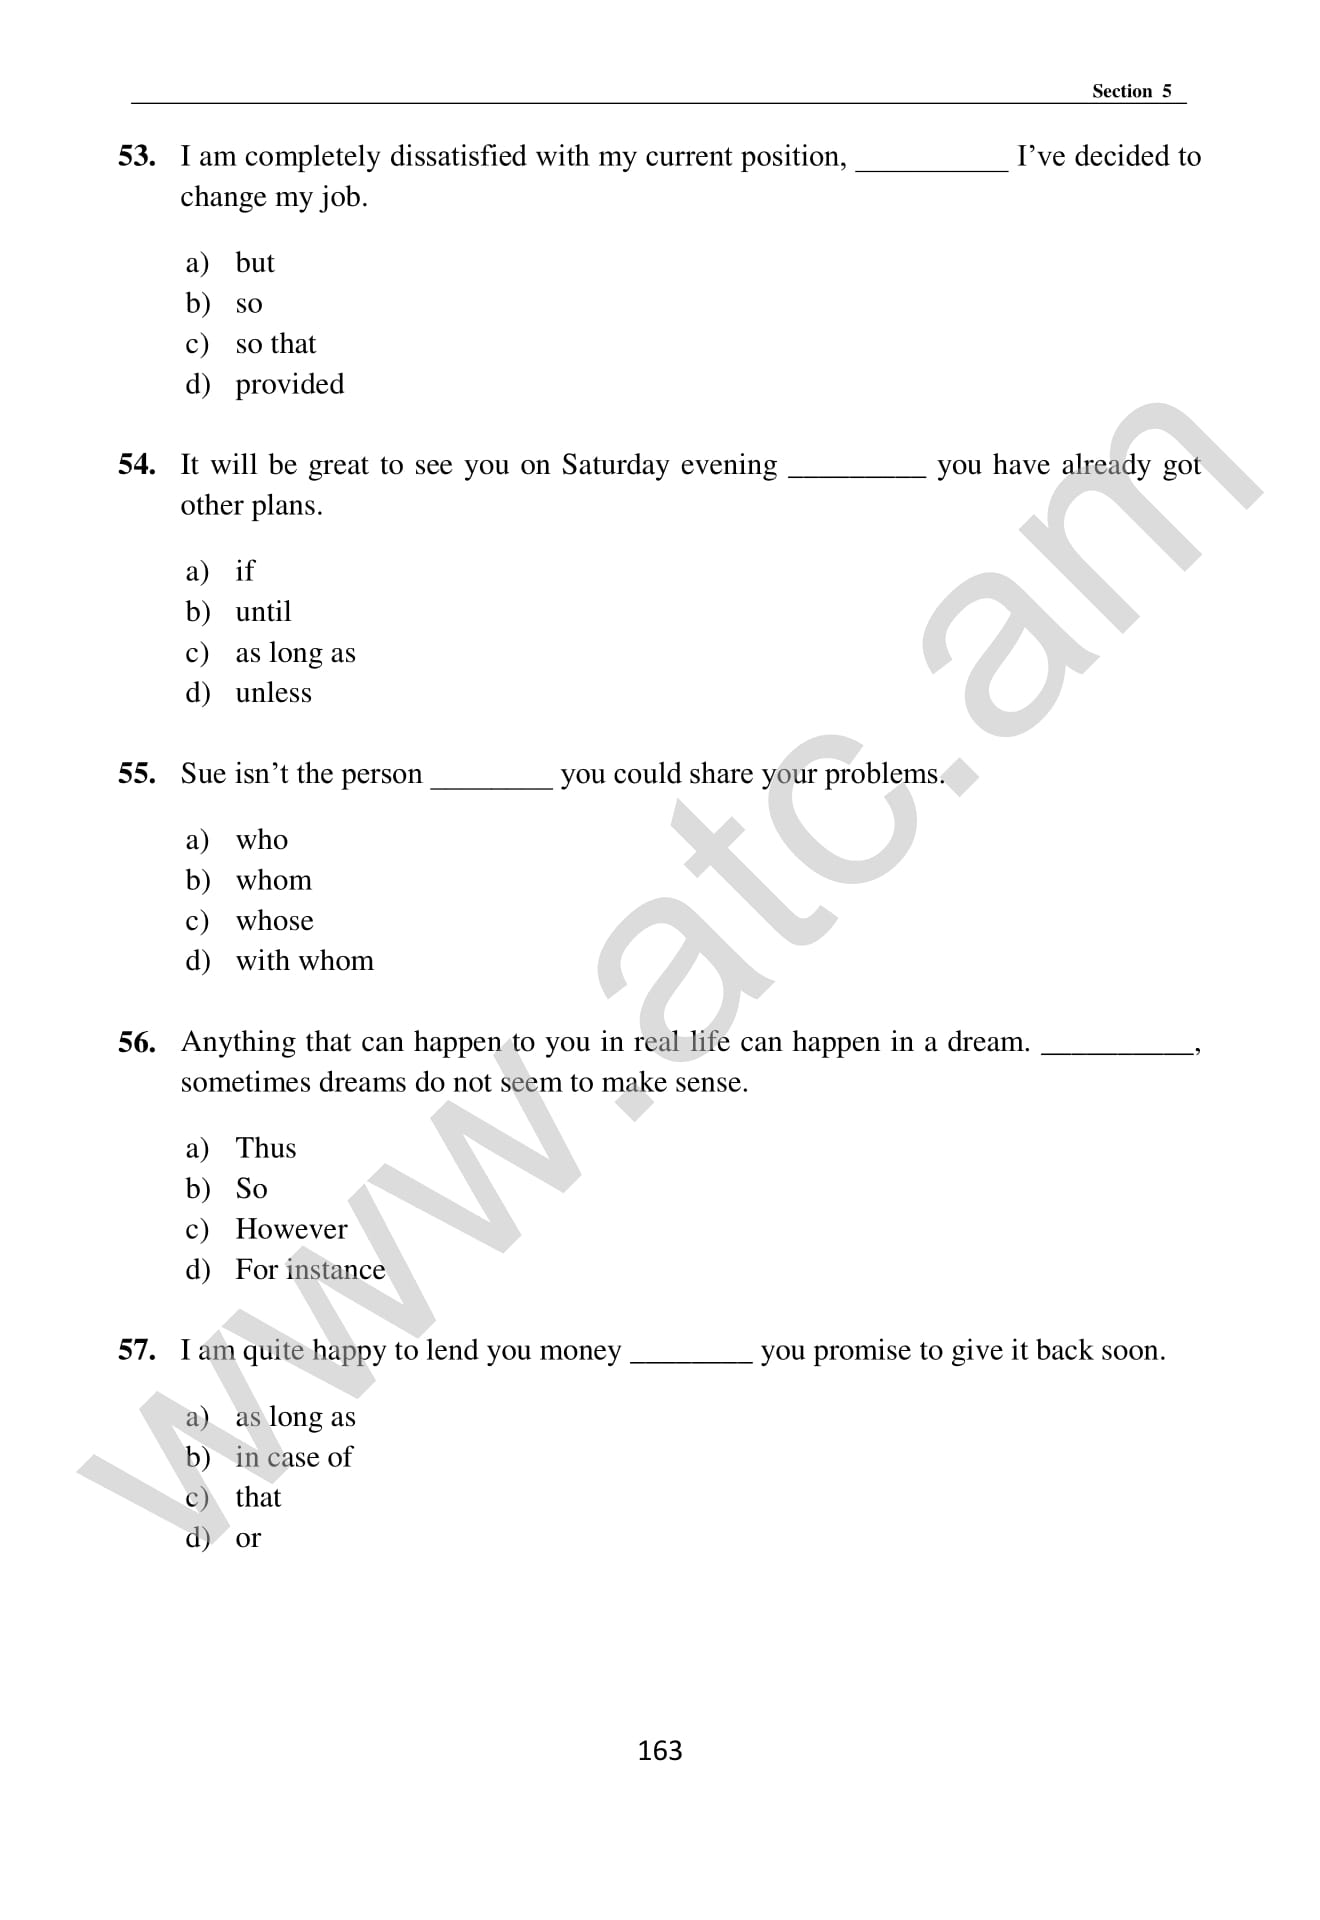 Section 5
53. I am completely dissatisfied with my current position, __________ I’ve decided to
change my job.
a) but
b) so
c) so that
d) provided
54. It will be great to see you on Saturday evening _________ you have already got
other plans.
a) if
b) until
c) as long as
d) unless
55. Sue isn’t the person ________ you could share your problems.
a) who
b) whom
c) whose
d) with whom
56. Anything that can happen to you in real life can happen in a dream. __________,
sometimes dreams do not seem to make sense.
a) Thus
b) So
c) However
d) For instance
57. I am quite happy to lend you money ________ you promise to give it back soon.
a) as long as
b) in case of
c) that
d) or
163
www.atc.am